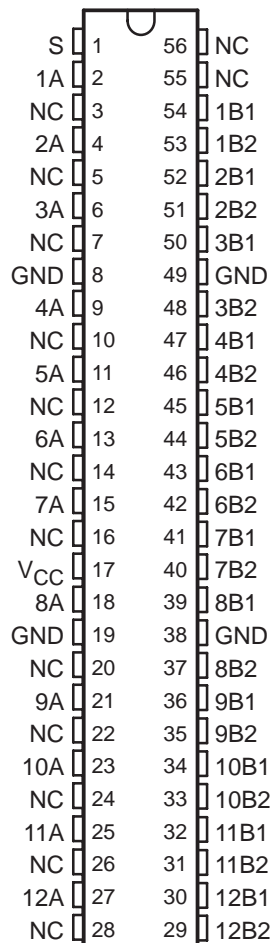 S 1 56 NC
1A 2 55 NC
NC 3 54 1B1
2A 4 53 1B2
NC 5 52 2B1
3A 6 51 2B2
NC 7 50 3B1
GND 8 49 GND
4A 9 48 3B2
NC 10 47 4B1
5A 11 46 4B2
NC 12 45 5B1
6A 13 44 5B2
NC 14 43 6B1
7A 15 42 6B2
NC 16 41 7B1
VCC 17 40 7B2
8A 18 39 8B1
GND 19 38 GND
NC 20 37 8B2
9A 21 36 9B1
NC 22 35 9B2
10A 23 34 10B1
NC 24 33 10B2
11A 25 32 11B1
NC 26 31 11B2
12A 27 30 12B1
NC 28 29 12B2